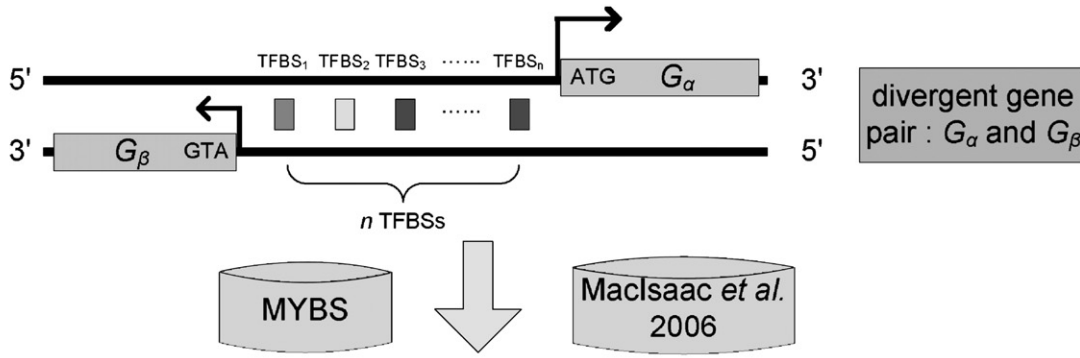 TFBS₁ TFBS₂ TFBS₃ ...... TFBSₙ
5' ATG Gα 3'
divergent gene
pair : Gα and Gβ
3' Gβ GTA 5'
n TFBSs
MYBS
MacIsaac et al.
2006